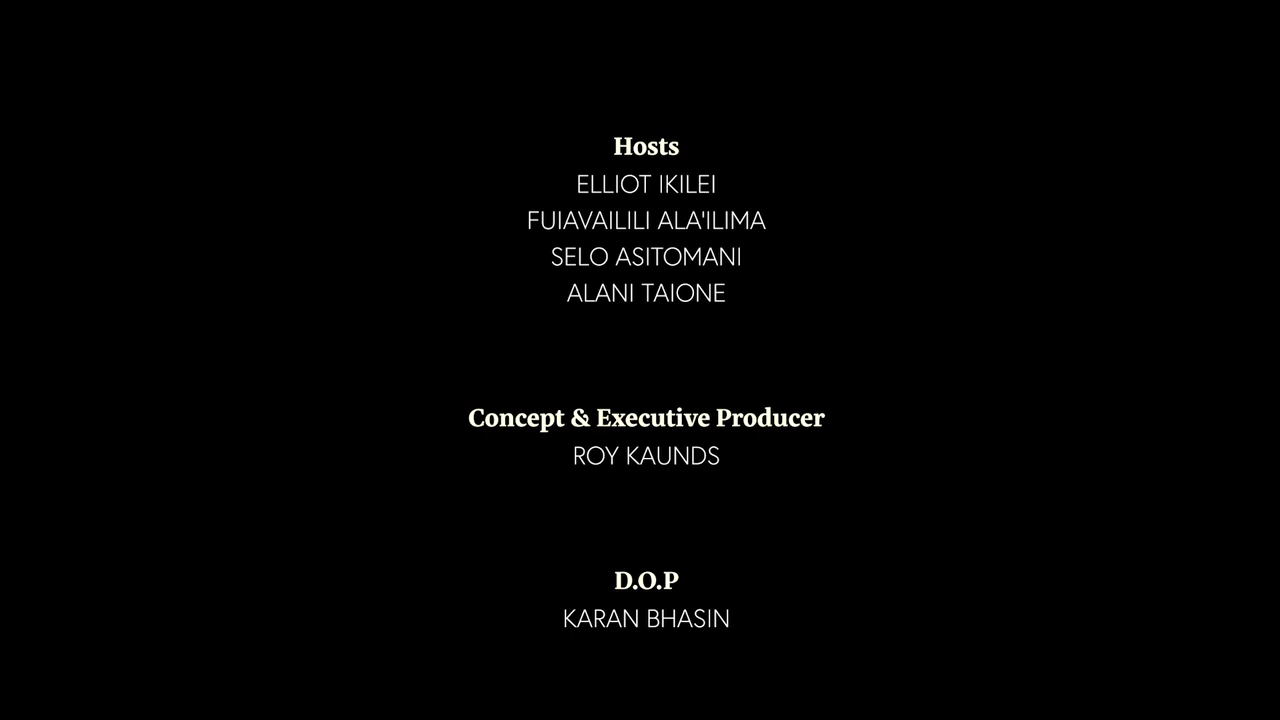 Hosts
ELLIOT IKILEI
FUIAVAILILI ALA'ILIMA
SELO ASITOMANI
ALANI TAIONE
Concept & Executive Producer
ROY KAUNDS
D.O.P
KARAN BHASIN